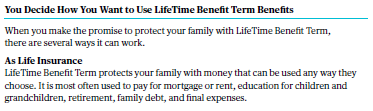 You Decide How You Want to Use LifeTime Benefit Term Benefits
When you make the promise to protect your family with LifeTime Benefit Term,
there are several ways it can work.
As Life Insurance
LifeTime Benefit Term protects your family with money that can be used any way they
choose. It is most often used to pay for mortgage or rent, education for children and
grandchildren, retirement, family debt, and final expenses.